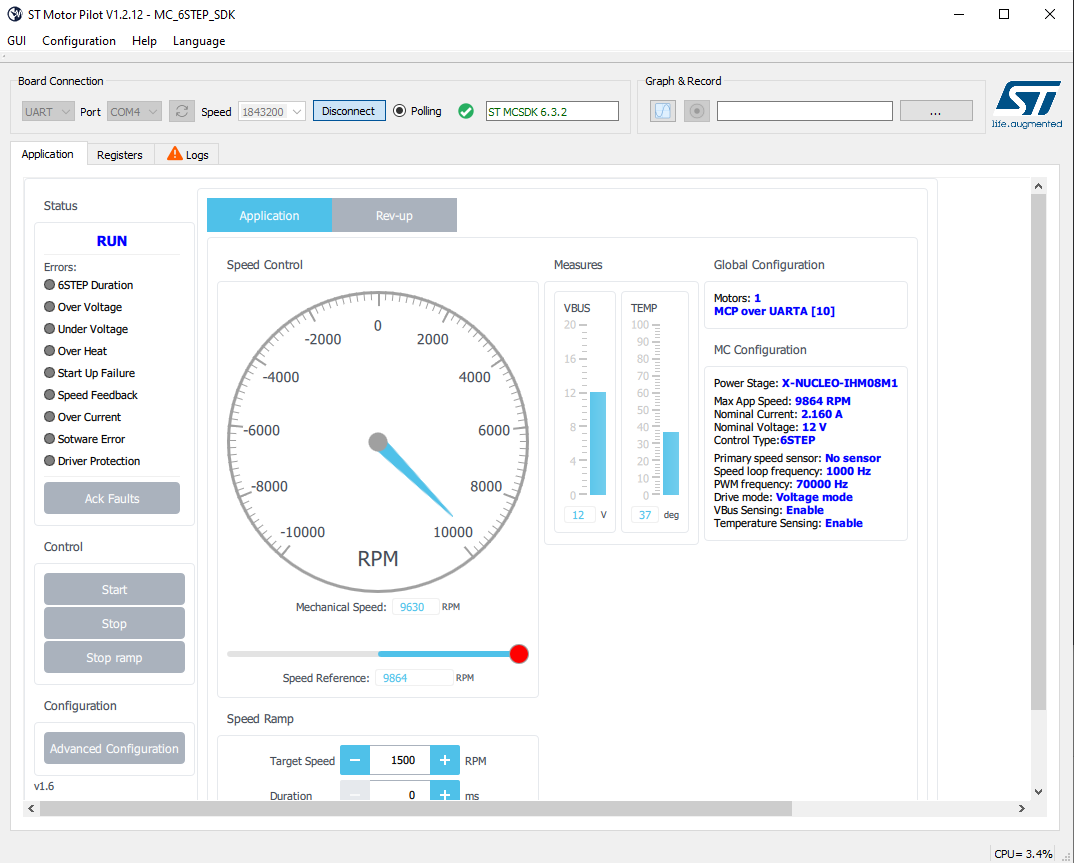 ST Motor Pilot V1.2.12 - MC_6STEP_SDK
GUI Configuration Help Language
Board Connection
UART Port COM4 Speed 1843200 Disconnect Polling ST MCSDK 6.3.2
Graph & Record
...
ST
life.augmented
Application Registers Logs
Status
RUN
Errors:
6STEP Duration
Over Voltage
Under Voltage
Over Heat
Start Up Failure
Speed Feedback
Over Current
Sotware Error
Driver Protection
Ack Faults
Control
Start
Stop
Stop ramp
Configuration
Advanced Configuration
v1.6
Application Rev-up
Speed Control
0
-2000 2000
-4000 4000
-6000 6000
-8000 8000
-10000 10000
RPM
Mechanical Speed: 9630 RPM
Speed Reference: 9864 RPM
Speed Ramp
Target Speed − 1500 + RPM
Duration − 0 + ms
Measures
VBUS
20
16
12
8
4
0
12 V
TEMP
100
90
80
70
60
50
40
30
20
10
0
37 deg
Global Configuration
Motors: 1
MCP over UARTA [10]
MC Configuration
Power Stage: X-NUCLEO-IHM08M1
Max App Speed: 9864 RPM
Nominal Current: 2.160 A
Nominal Voltage: 12 V
Control Type:6STEP
Primary speed sensor: No sensor
Speed loop frequency: 1000 Hz
PWM frequency: 70000 Hz
Drive mode: Voltage mode
VBus Sensing: Enable
Temperature Sensing: Enable
CPU= 3.4%